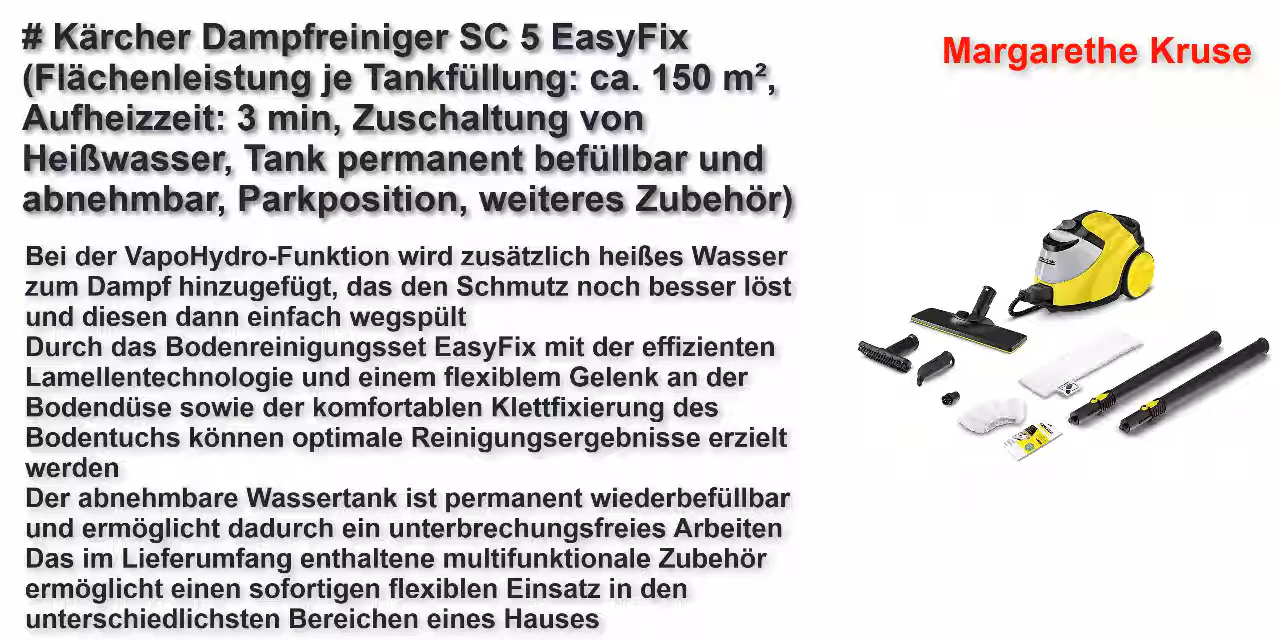 # Kärcher Dampfreiniger SC 5 EasyFix
(Flächenleistung je Tankfüllung: ca. 150 m²,
Aufheizzeit: 3 min, Zuschaltung von
Heißwasser, Tank permanent befüllbar und
abnehmbar, Parkposition, weiteres Zubehör)
Margarethe Kruse
Bei der VapoHydro-Funktion wird zusätzlich heißes Wasser
zum Dampf hinzugefügt, das den Schmutz noch besser löst
und diesen dann einfach wegspült
Durch das Bodenreinigungsset EasyFix mit der effizienten
Lamellentechnologie und einem flexiblem Gelenk an der
Bodendüse sowie der komfortablen Klettfixierung des
Bodentuchs können optimale Reinigungsergebnisse erzielt
werden
Der abnehmbare Wassertank ist permanent wiederbefüllbar
und ermöglicht dadurch ein unterbrechungsfreies Arbeiten
Das im Lieferumfang enthaltene multifunktionale Zubehör
ermöglicht einen sofortigen flexiblen Einsatz in den
unterschiedlichsten Bereichen eines Hauses